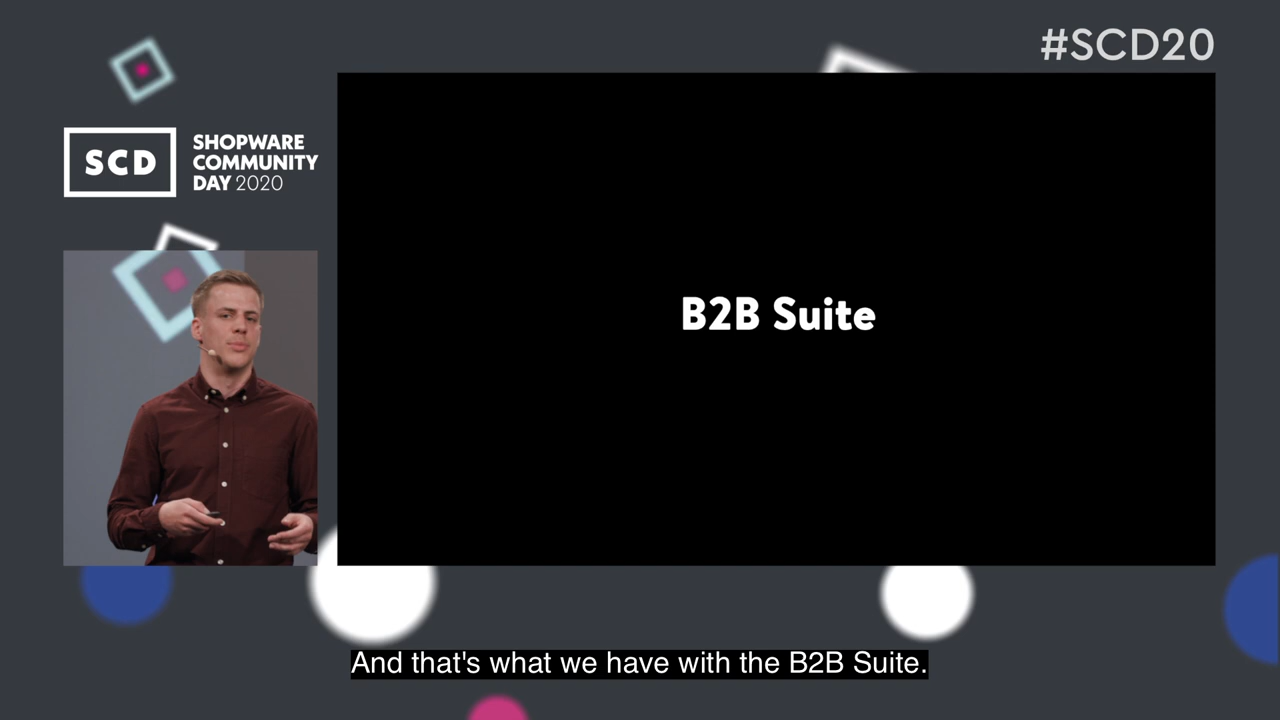 #SCD20
SCD
SHOPWARE
COMMUNITY
DAY 2020
B2B Suite
And that's what we have with the B2B Suite.